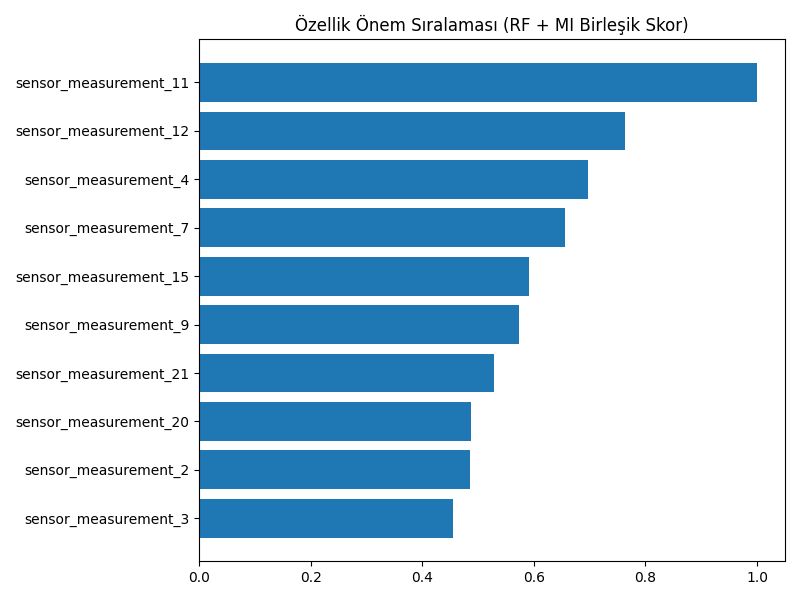 Özellik Önem Sıralaması (RF + MI Birleşik Skor)
sensor_measurement_11
sensor_measurement_12
sensor_measurement_4
sensor_measurement_7
sensor_measurement_15
sensor_measurement_9
sensor_measurement_21
sensor_measurement_20
sensor_measurement_2
sensor_measurement_3
0.0 0.2 0.4 0.6 0.8 1.0